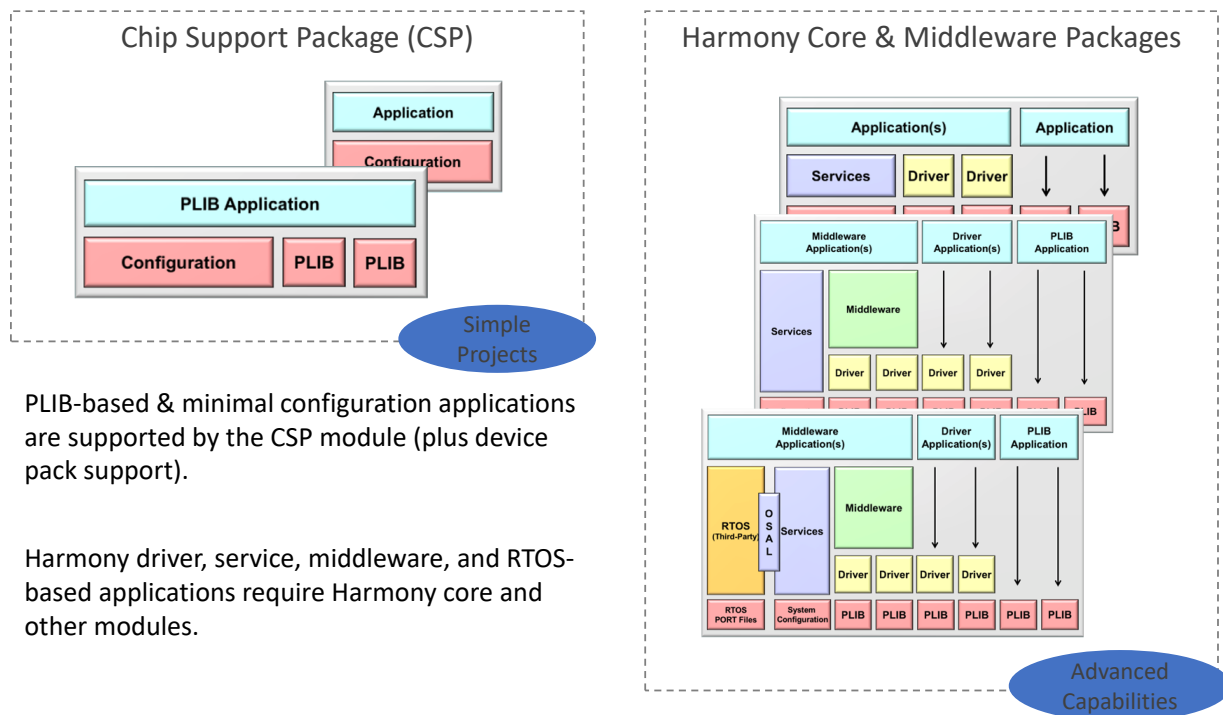 Chip Support Package (CSP)
Application
Configuration
PLIB Application
Configuration
PLIB
PLIB
Simple
Projects
PLIB-based & minimal configuration applications
are supported by the CSP module (plus device
pack support).
Harmony driver, service, middleware, and RTOS-
based applications require Harmony core and
other modules.
Harmony Core & Middleware Packages
Application(s)
Application
Services
Driver
Driver
Middleware
Application(s)
Driver
Application(s)
PLIB
Application
Services
Middleware
Driver
Driver
Driver
Driver
Middleware
Application(s)
Driver
Application(s)
PLIB
Application
RTOS
(Third-Party)
O
S
A
L
Services
Middleware
Driver
Driver
Driver
Driver
RTOS
PORT Files
System
Configuration
PLIB
PLIB
PLIB
PLIB
PLIB
PLIB
Advanced
Capabilities